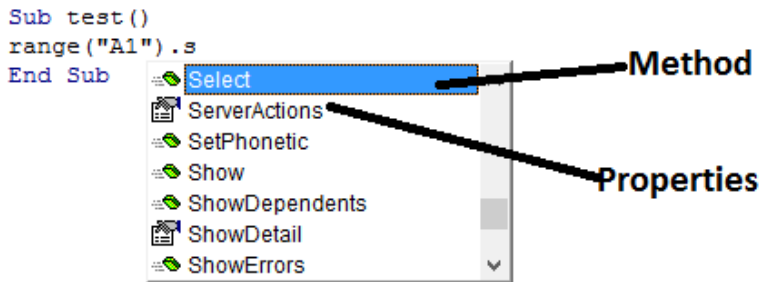 Sub test()
range("A1").s
End Sub
Select
Method
ServerActions
SetPhonetic
Show
Properties
ShowDependents
ShowDetail
ShowErrors